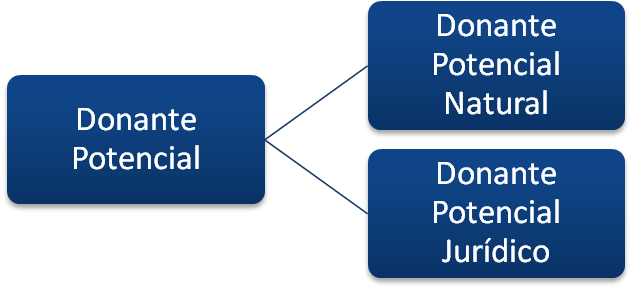 Donante
Potencial
Donante
Potencial
Natural
Donante
Potencial
Jurídico